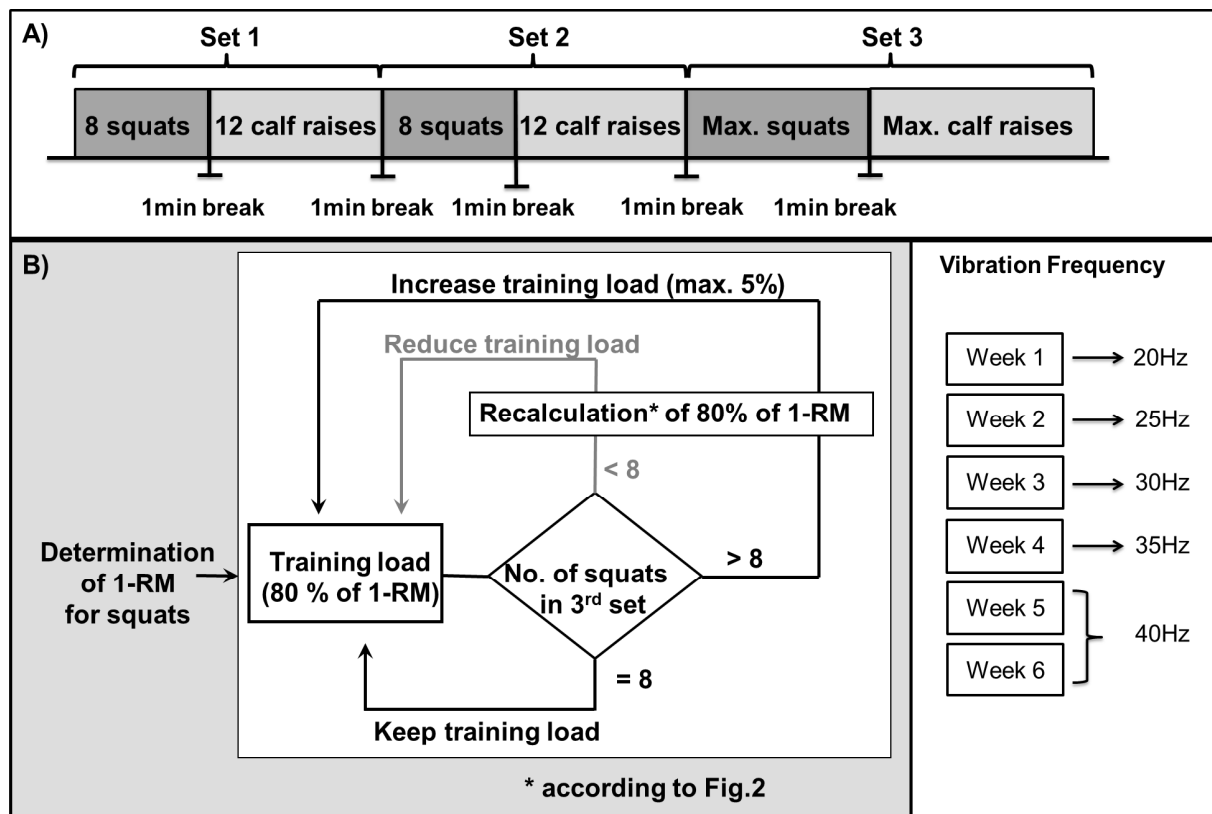 A)
Set 1
Set 2
Set 3
8 squats
12 calf raises
8 squats
12 calf raises
Max. squats
Max. calf raises
1min break
1min break
1min break
1min break
1min break
B)
Increase training load (max. 5%)
Reduce training load
Recalculation* of 80% of 1-RM
< 8
Determination
of 1-RM
for squats
Training load
(80 % of 1-RM)
No. of squats
in 3rd set
> 8
= 8
Keep training load
* according to Fig.2
Vibration Frequency
Week 1
20Hz
Week 2
25Hz
Week 3
30Hz
Week 4
35Hz
Week 5
Week 6
40Hz